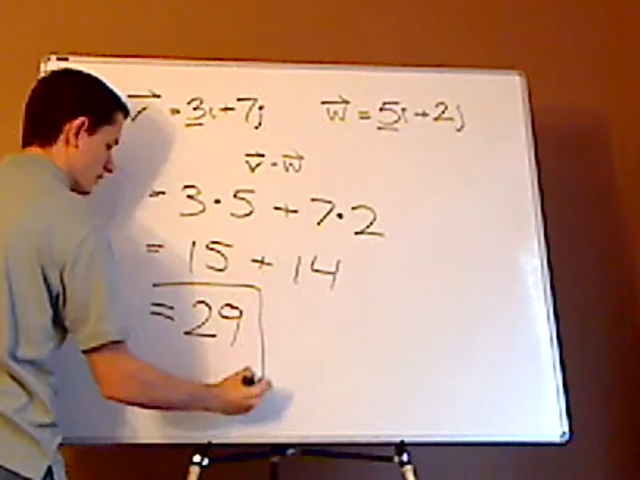 v⃗ = 3i+7j w⃗ = 5i+2j
v⃗ · w⃗
= 3·5 + 7·2
= 15 + 14
= 29